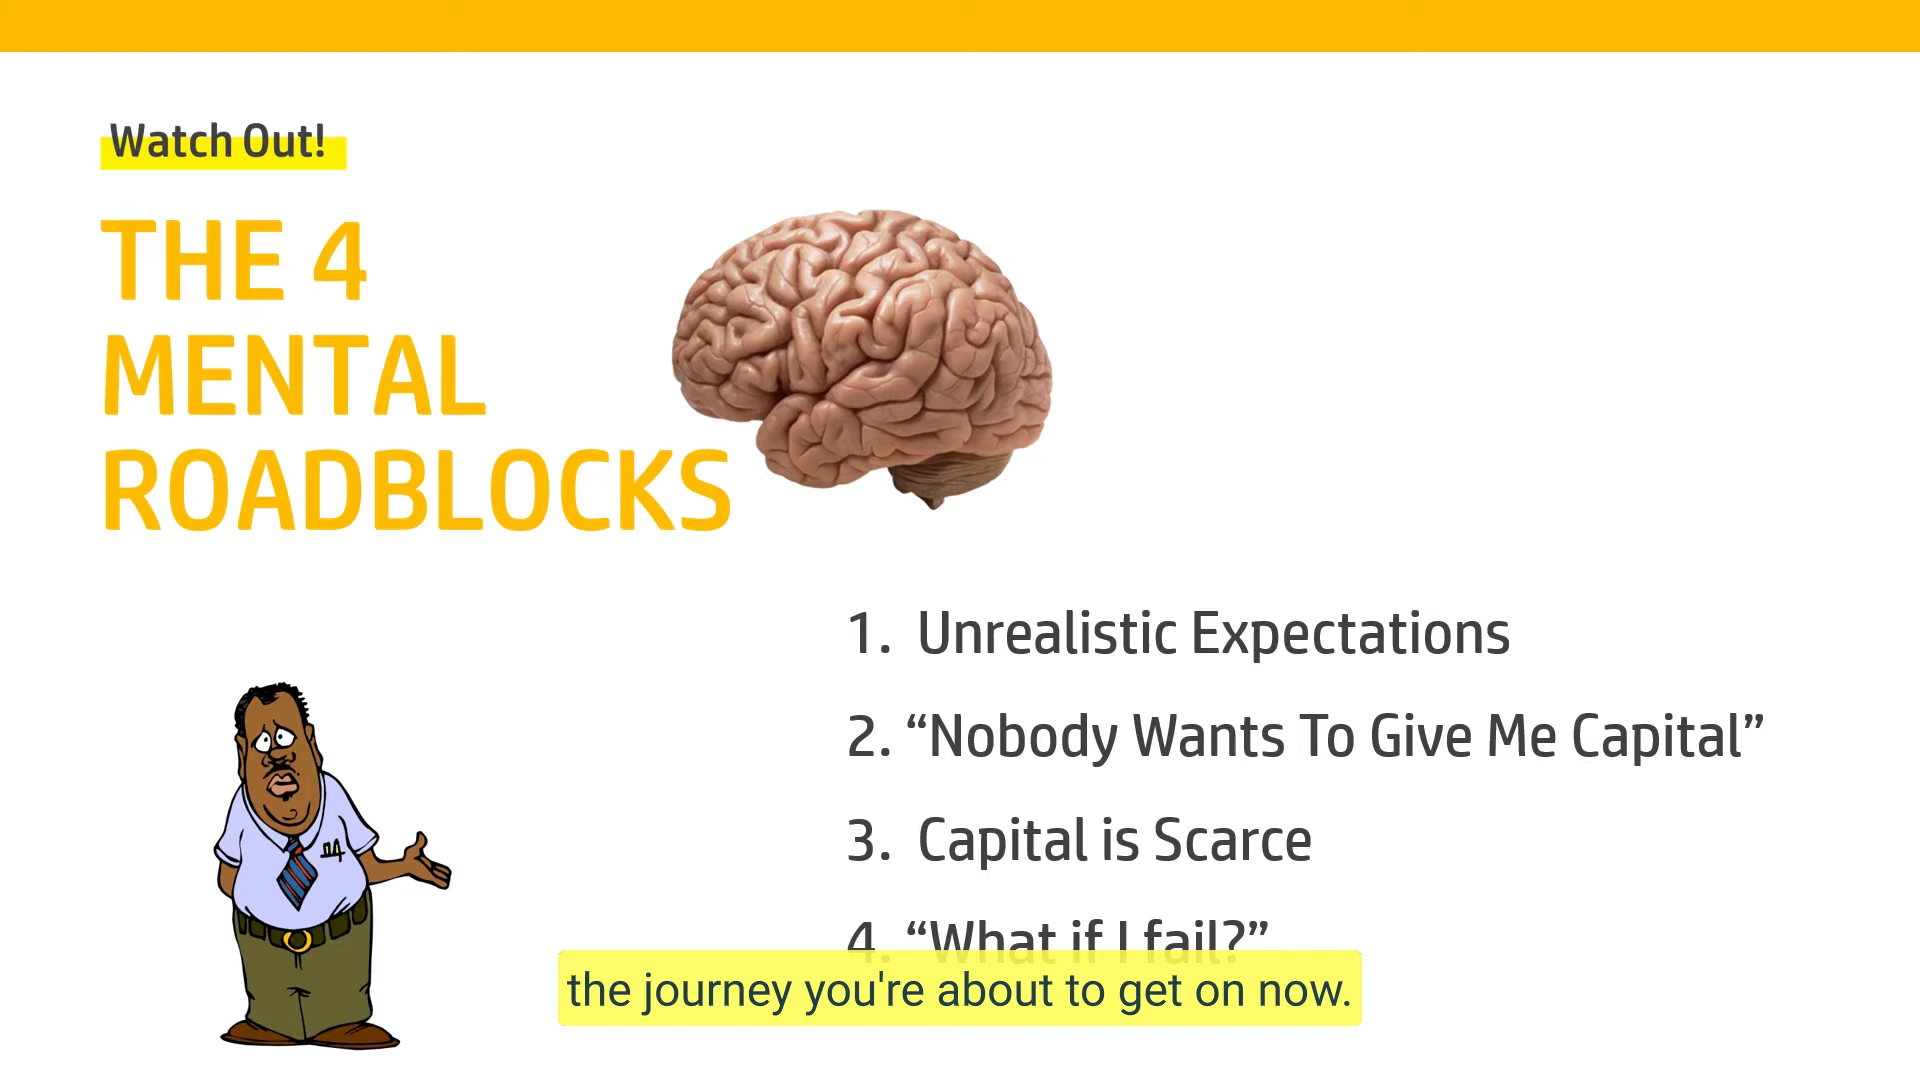 Watch Out!
THE 4
MENTAL
ROADBLOCKS
1. Unrealistic Expectations
2. “Nobody Wants To Give Me Capital”
3. Capital is Scarce
4. “What if I fail?”
the journey you're about to get on now.